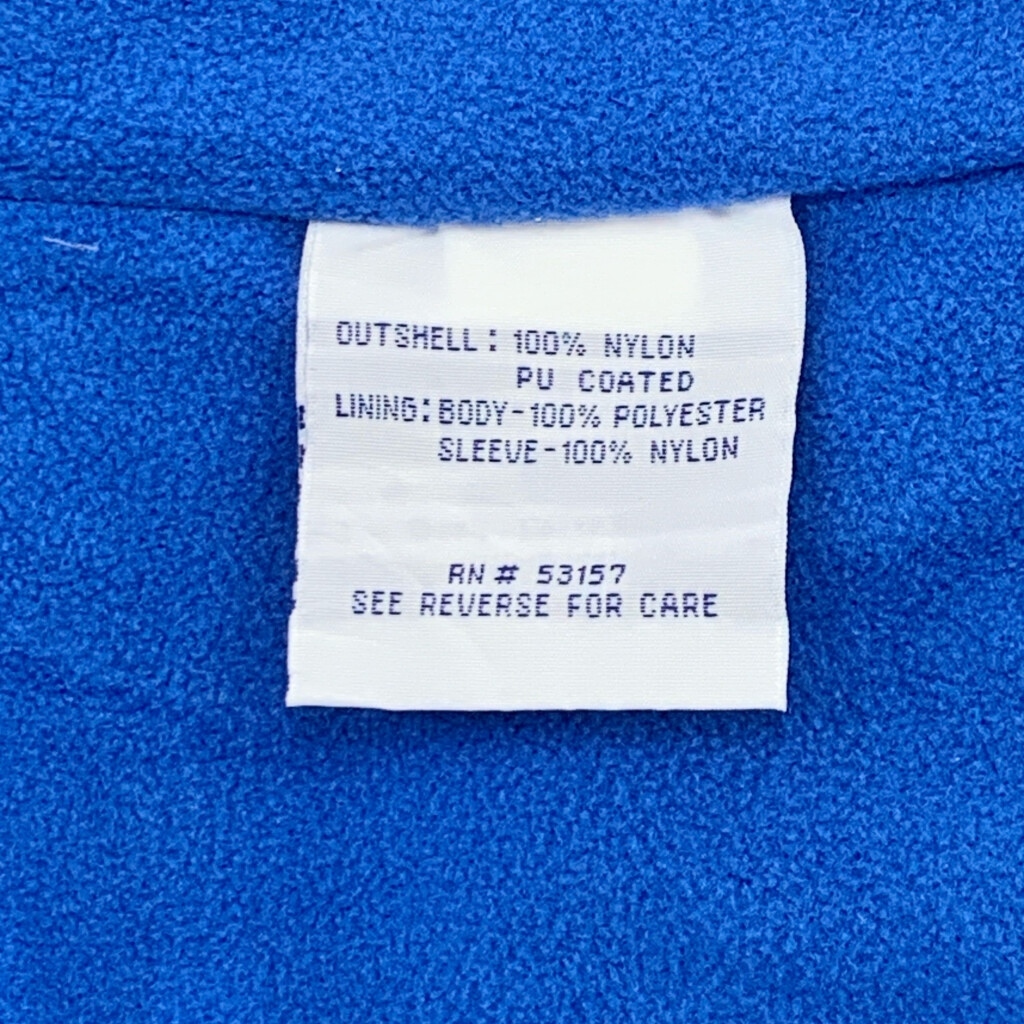 OUTSHELL: 100% NYLON
PU COATED
LINING: BODY-100% POLYESTER
SLEEVE-100% NYLON
RN # 53157
SEE REVERSE FOR CARE